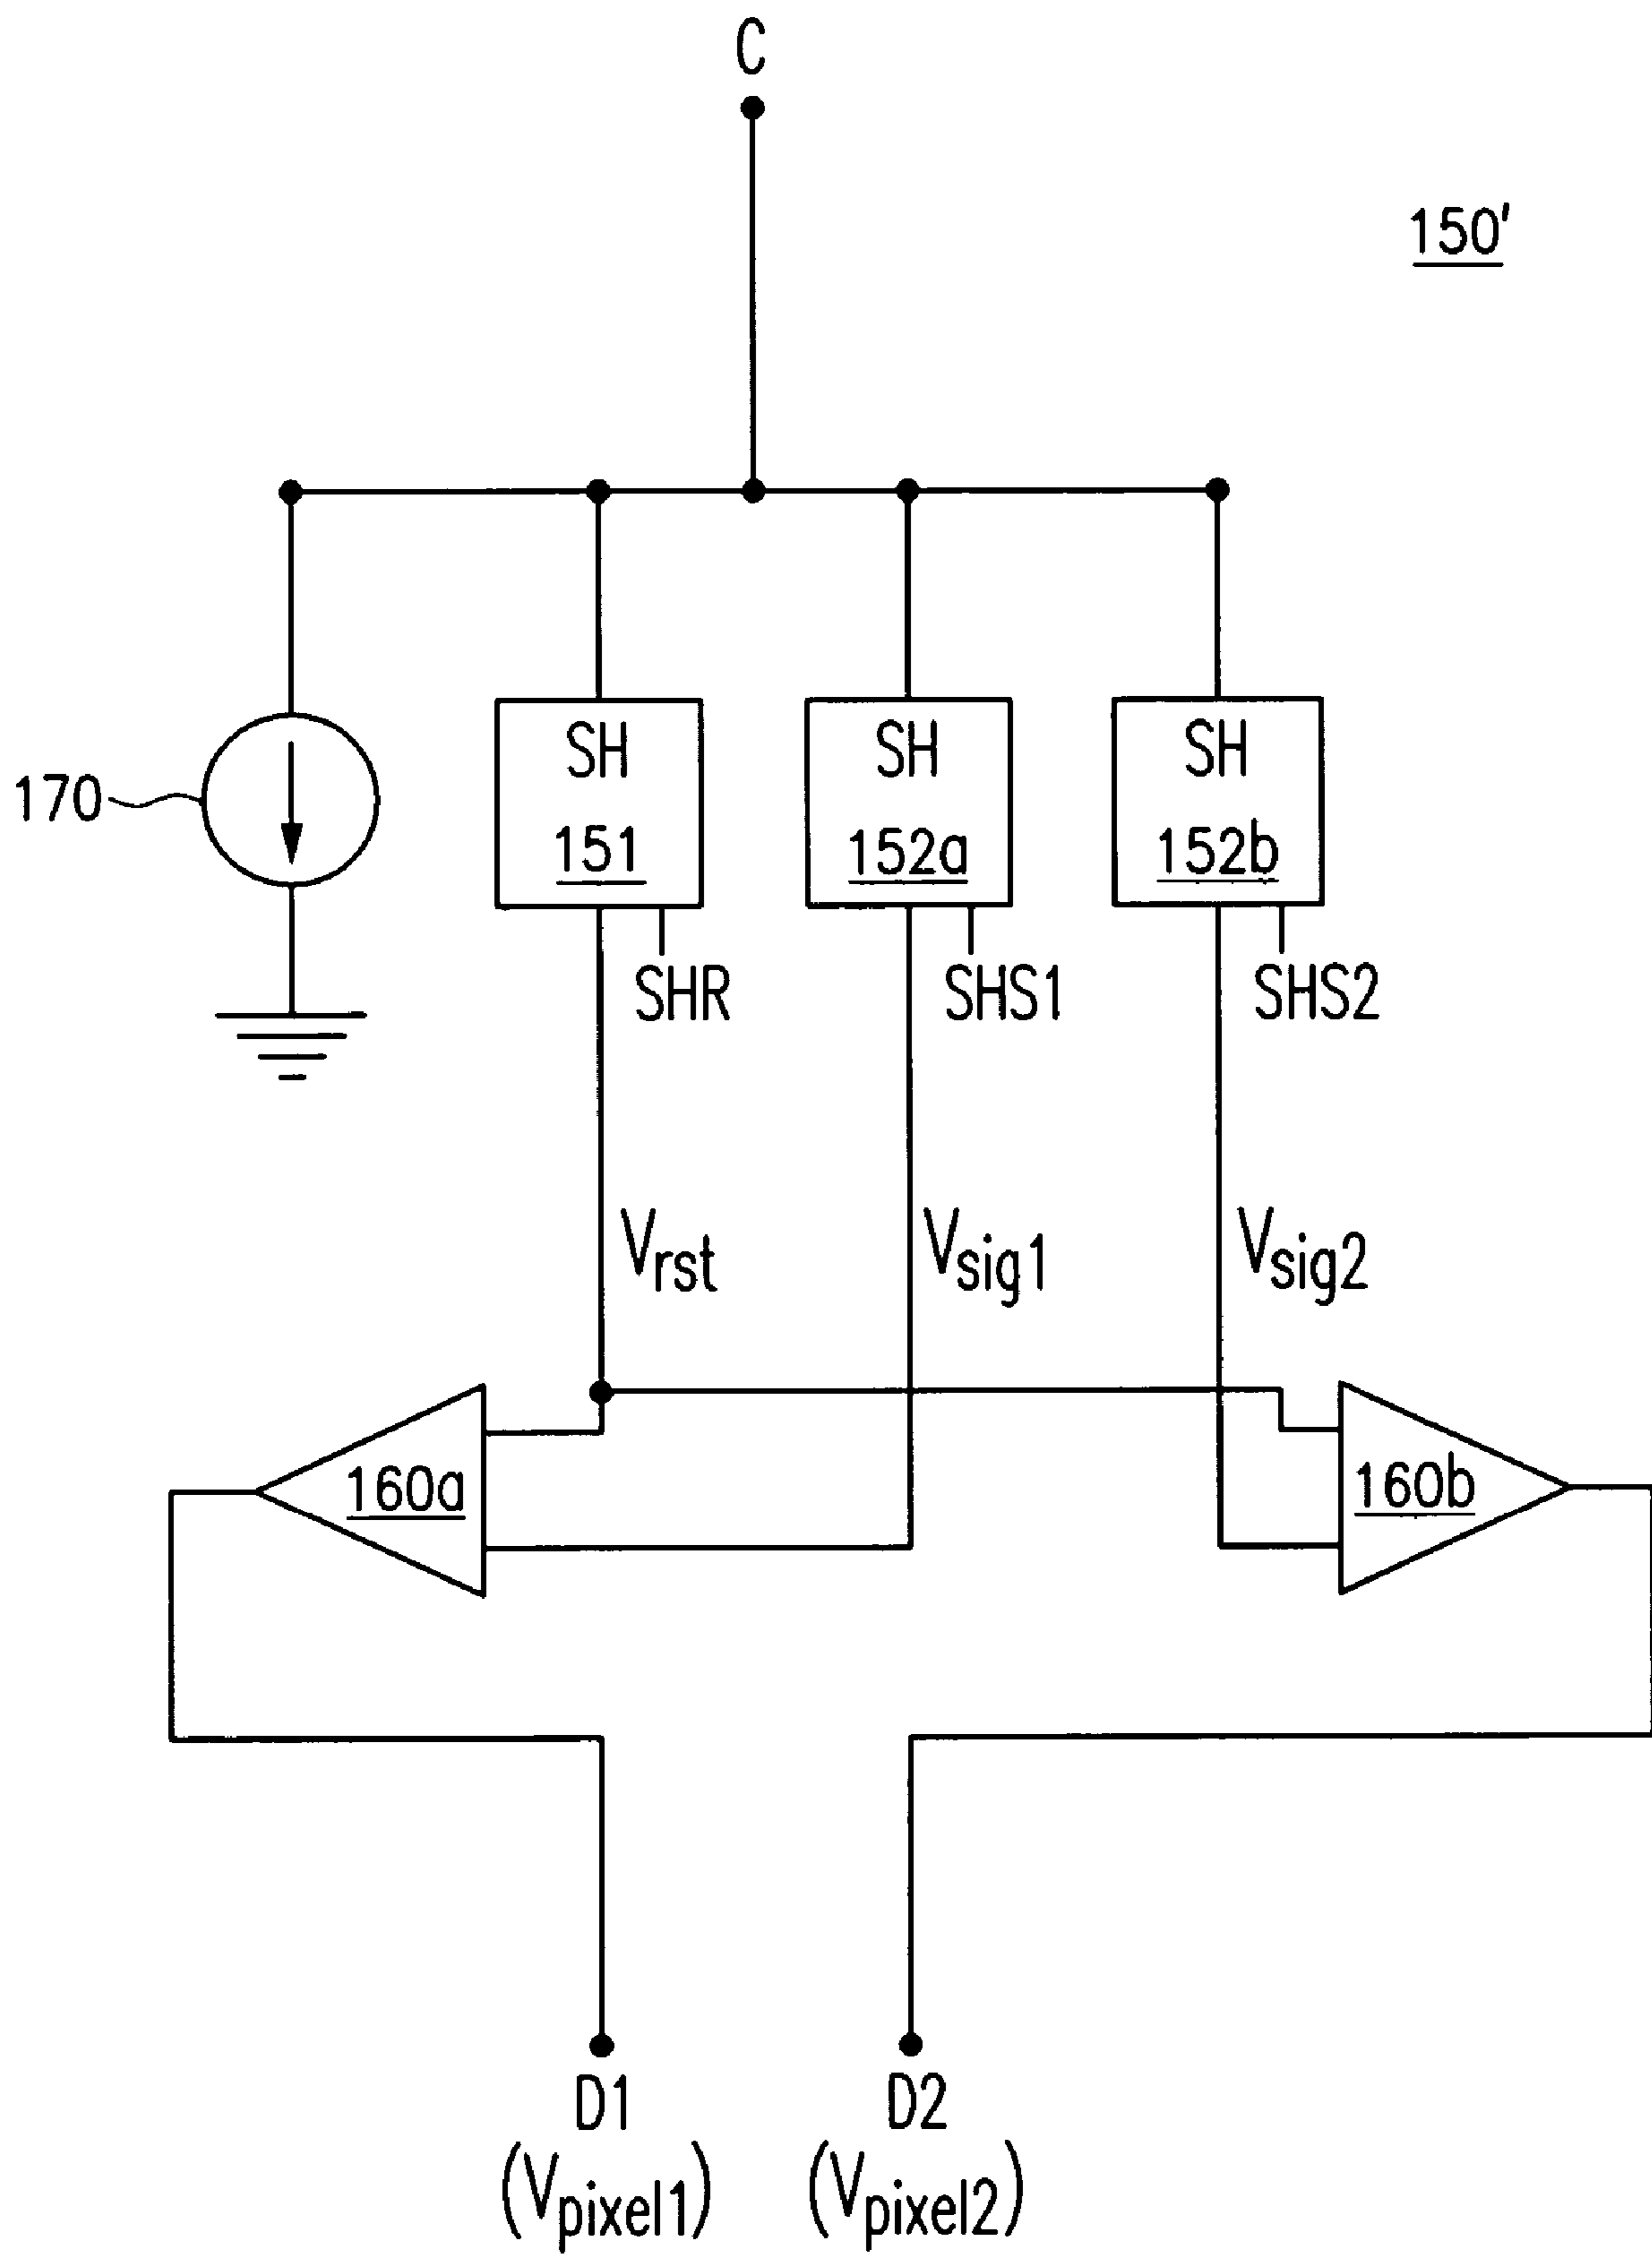 C
150'
SH
151
SH
152a
SH
152b
170
SHR
SHS1
SHS2
Vrst
Vsig1
Vsig2
160a
160b
D1
(Vpixel1)
D2
(Vpixel2)